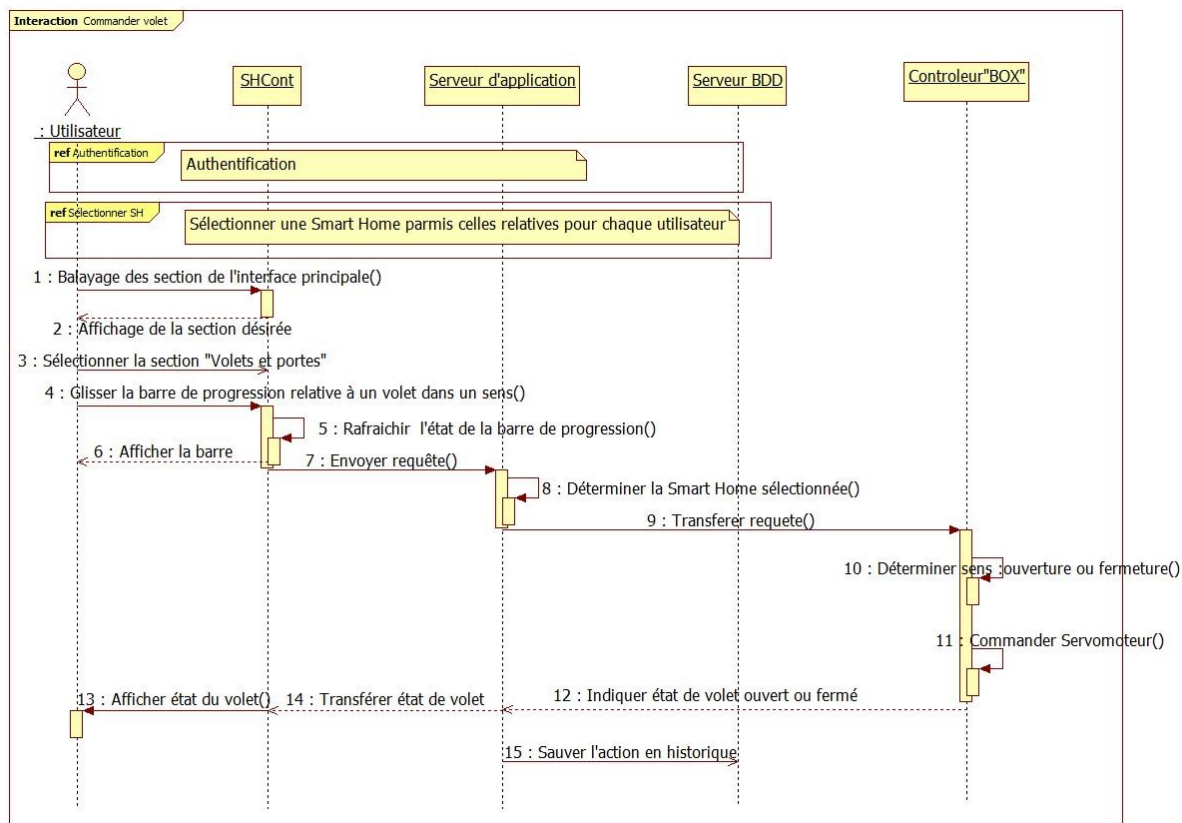 Interaction Commander volet
SHCont
Serveur d'application
Serveur BDD
Controleur"BOX"
: Utilisateur
ref Authentification
Authentification
ref Sélectionner SH
Sélectionner une Smart Home parmis celles relatives pour chaque utilisateur
1 : Balayage des section de l'interface principale()
2 : Affichage de la section désirée
3 : Sélectionner la section "Volets et portes"
4 : Glisser la barre de progression relative à un volet dans un sens()
5 : Rafraichir l'état de la barre de progression()
6 : Afficher la barre
7 : Envoyer requête()
8 : Déterminer la Smart Home sélectionnée()
9 : Transferer requete()
10 : Déterminer sens :ouverture ou fermeture()
11 : Commander Servomoteur()
12 : Indiquer état de volet ouvert ou fermé
13 : Afficher état du volet()
14 : Transférer état de volet
15 : Sauver l'action en historique